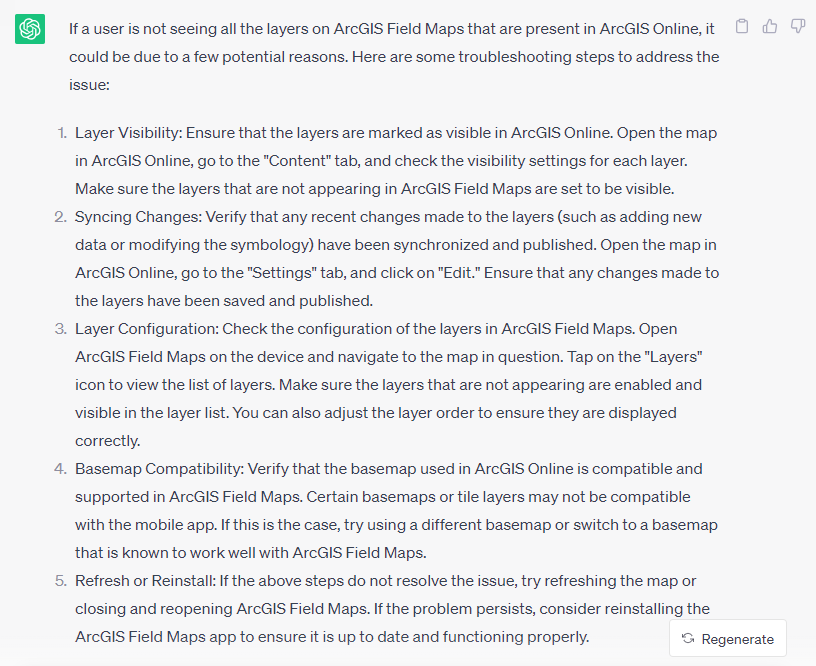 If a user is not seeing all the layers on ArcGIS Field Maps that are present in ArcGIS Online, it
could be due to a few potential reasons. Here are some troubleshooting steps to address the
issue:
1. Layer Visibility: Ensure that the layers are marked as visible in ArcGIS Online. Open the map
in ArcGIS Online, go to the "Content" tab, and check the visibility settings for each layer.
Make sure the layers that are not appearing in ArcGIS Field Maps are set to be visible.
2. Syncing Changes: Verify that any recent changes made to the layers (such as adding new
data or modifying the symbology) have been synchronized and published. Open the map in
ArcGIS Online, go to the "Settings" tab, and click on "Edit." Ensure that any changes made to
the layers have been saved and published.
3. Layer Configuration: Check the configuration of the layers in ArcGIS Field Maps. Open
ArcGIS Field Maps on the device and navigate to the map in question. Tap on the "Layers"
icon to view the list of layers. Make sure the layers that are not appearing are enabled and
visible in the layer list. You can also adjust the layer order to ensure they are displayed
correctly.
4. Basemap Compatibility: Verify that the basemap used in ArcGIS Online is compatible and
supported in ArcGIS Field Maps. Certain basemaps or tile layers may not be compatible
with the mobile app. If this is the case, try using a different basemap or switch to a basemap
that is known to work well with ArcGIS Field Maps.
5. Refresh or Reinstall: If the above steps do not resolve the issue, try refreshing the map or
closing and reopening ArcGIS Field Maps. If the problem persists, consider reinstalling the
ArcGIS Field Maps app to ensure it is up to date and functioning properly.
Regenerate